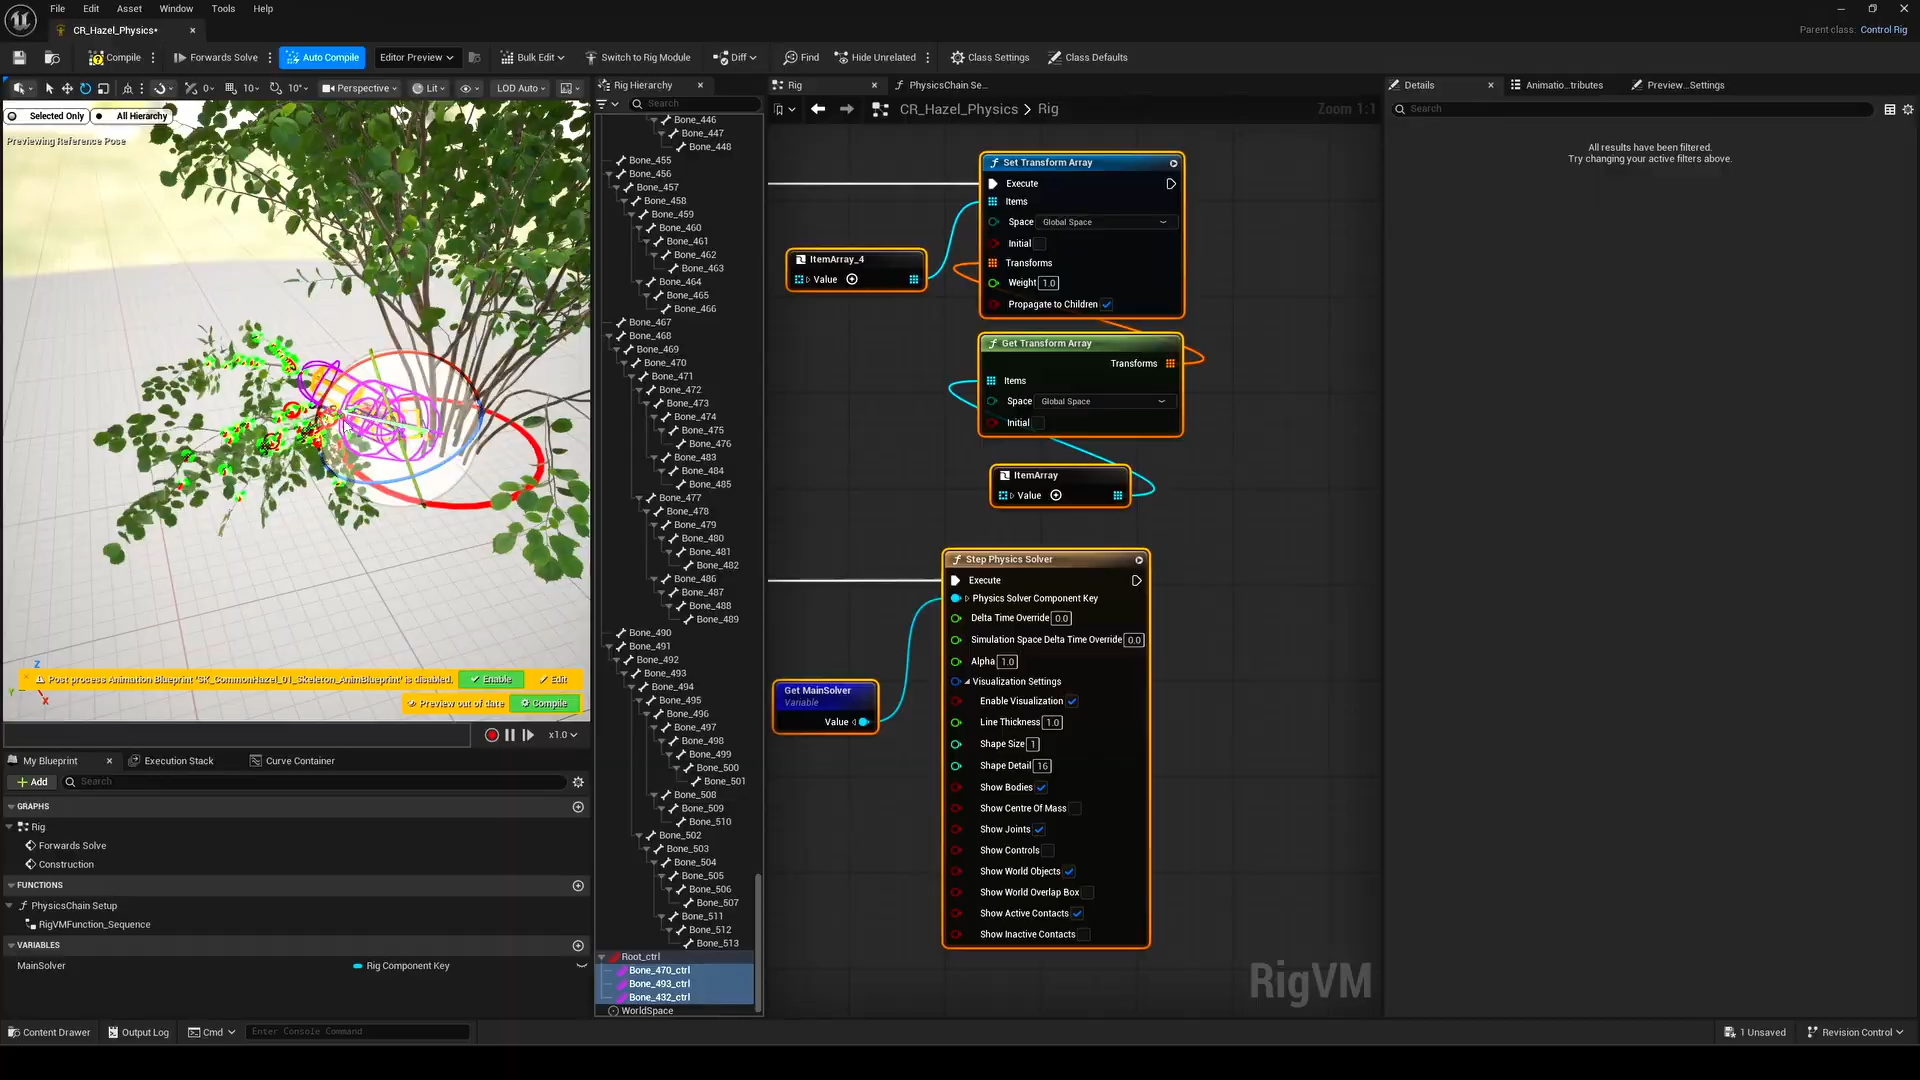 File Edit Asset Window Tools Help
CR_Hazel_Physics*
Parent class: Control Rig
Compile Forwards Solve Auto Compile Editor Preview Bulk Edit Switch to Rig Module Diff Find Hide Unrelated Class Settings Class Defaults
0 10 10° Perspective Lit LOD Auto
Selected Only All Hierarchy
Previewing Reference Pose
Z
Y
X
Post process Animation Blueprint 'SK_CommonHazel_01_Skeleton_AnimBlueprint' is disabled. Enable Edit
Preview out of date Compile
x1.0
My Blueprint Execution Stack Curve Container
Add Search
GRAPHS
Rig
Forwards Solve
Construction
FUNCTIONS
PhysicsChain Setup
RigVMFunction_Sequence
VARIABLES
MainSolver Rig Component Key
Rig Hierarchy
Search
Bone_446
Bone_447
Bone_448
Bone_455
Bone_456
Bone_457
Bone_458
Bone_459
Bone_460
Bone_461
Bone_462
Bone_463
Bone_464
Bone_465
Bone_466
Bone_467
Bone_468
Bone_469
Bone_470
Bone_471
Bone_472
Bone_473
Bone_474
Bone_475
Bone_476
Bone_483
Bone_484
Bone_485
Bone_477
Bone_478
Bone_479
Bone_480
Bone_481
Bone_482
Bone_486
Bone_487
Bone_488
Bone_489
Bone_490
Bone_491
Bone_492
Bone_493
Bone_494
Bone_495
Bone_496
Bone_497
Bone_498
Bone_499
Bone_500
Bone_501
Bone_508
Bone_509
Bone_510
Bone_502
Bone_503
Bone_504
Bone_505
Bone_506
Bone_507
Bone_511
Bone_512
Bone_513
Root_ctrl
Bone_470_ctrl
Bone_493_ctrl
Bone_432_ctrl
WorldSpace
Rig PhysicsChain Se...
CR_Hazel_Physics > Rig Zoom 1:1
Set Transform Array
Execute
Items
Space Global Space
Initial
Transforms
Weight 1.0
Propagate to Children
ItemArray_4
Value
Get Transform Array
Transforms
Items
Space Global Space
Initial
ItemArray
Value
Step Physics Solver
Execute
Physics Solver Component Key
Delta Time Override 0.0
Simulation Space Delta Time Override 0.0
Alpha 1.0
Visualization Settings
Enable Visualization
Line Thickness 1.0
Shape Size 1
Shape Detail 16
Show Bodies
Show Centre Of Mass
Show Joints
Show Controls
Show World Objects
Show World Overlap Box
Show Active Contacts
Show Inactive Contacts
Get MainSolver
Variable
Value
RigVM
Details Animatio...tributes Preview...Settings
Search
All results have been filtered.
Try changing your active filters above.
Content Drawer Output Log Cmd Enter Console Command 1 Unsaved Revision Control